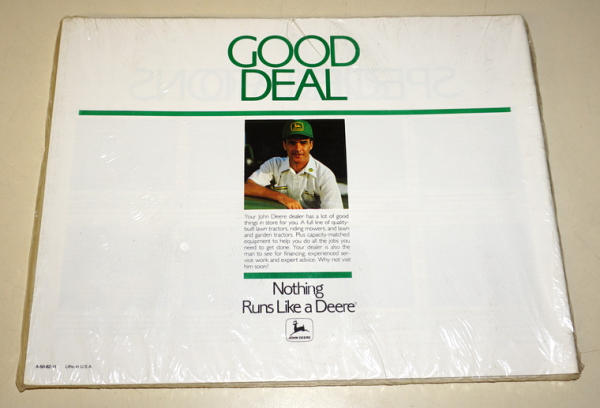 GOOD
DEAL
Your John Deere dealer has a lot of good
things in store for you. A full line of quality-
built lawn tractors, riding mowers, and lawn
and garden tractors. Plus capacity-matched
equipment to help you do all the jobs you
need to get done. Your dealer is also the
man to see for financing, experienced ser-
vice work and expert advice. Why not visit
him soon?
Nothing
Runs Like a Deere®
JOHN DEERE
Litho in U.S.A.